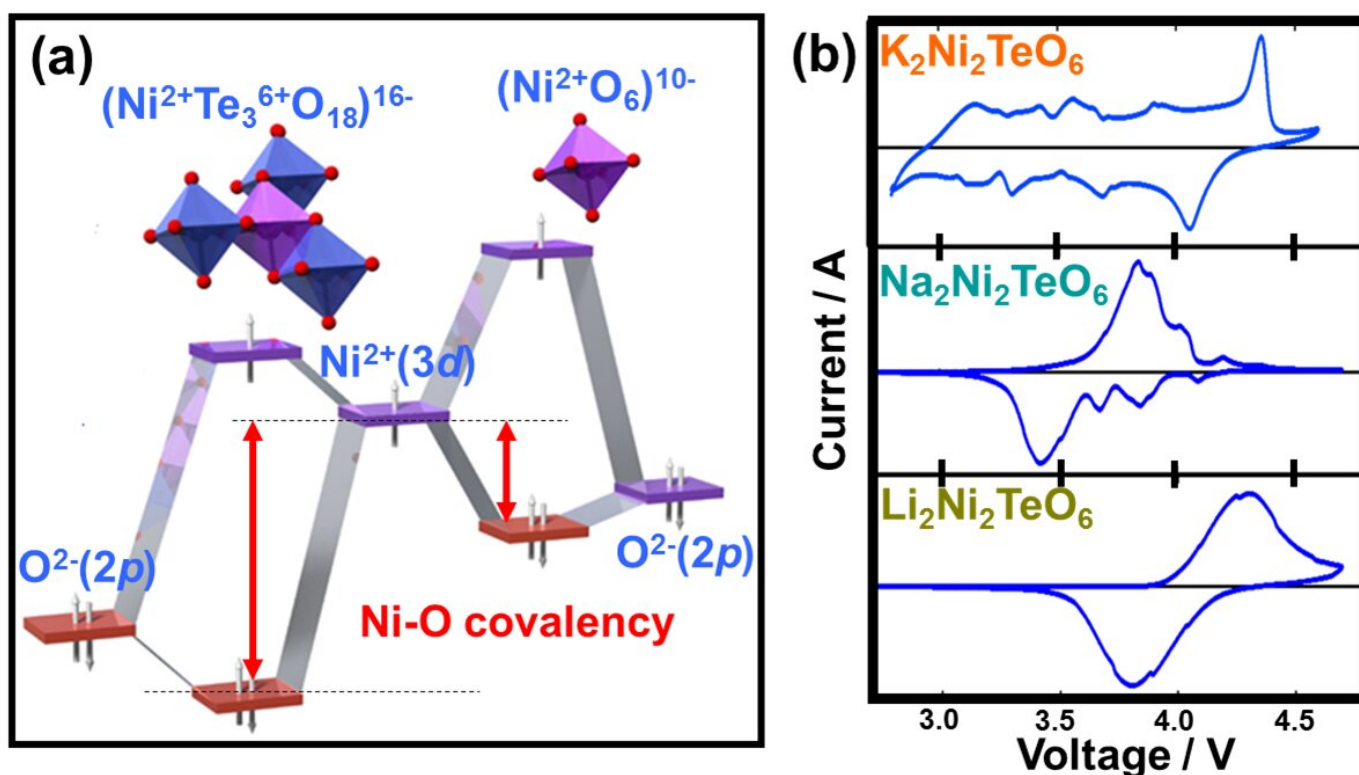 (a)
(Ni²⁺Te₃⁶⁺O₁₈)¹⁶⁻
(Ni²⁺O₆)¹⁰⁻
Ni²⁺(3d)
O²⁻(2p)
O²⁻(2p)
Ni-O covalency
(b)
K₂Ni₂TeO₆
Na₂Ni₂TeO₆
Li₂Ni₂TeO₆
Current / A
3.0 3.5 4.0 4.5
Voltage / V